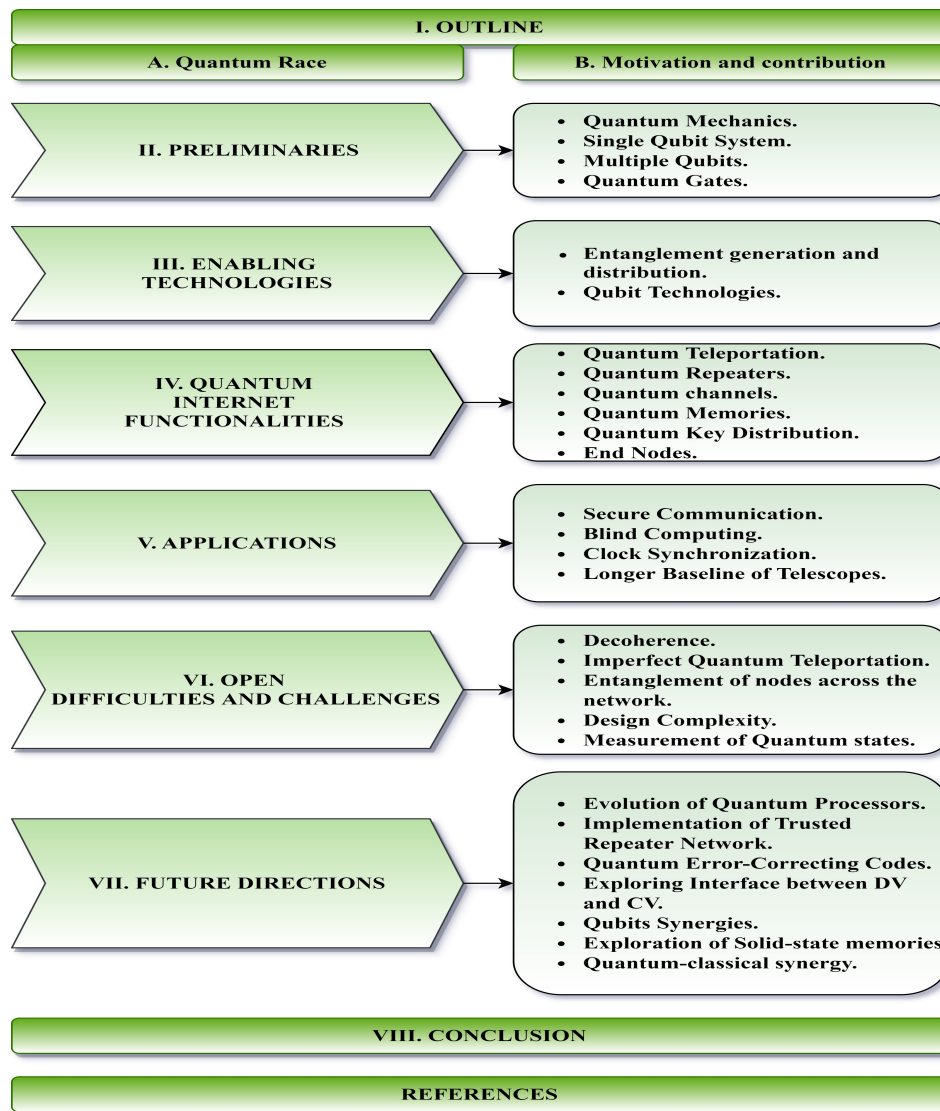 I. OUTLINE
A. Quantum Race
B. Motivation and contribution
II. PRELIMINARIES
• Quantum Mechanics.
• Single Qubit System.
• Multiple Qubits.
• Quantum Gates.
III. ENABLING
TECHNOLOGIES
• Entanglement generation and
distribution.
• Qubit Technologies.
IV. QUANTUM
INTERNET
FUNCTIONALITIES
• Quantum Teleportation.
• Quantum Repeaters.
• Quantum channels.
• Quantum Memories.
• Quantum Key Distribution.
• End Nodes.
V. APPLICATIONS
• Secure Communication.
• Blind Computing.
• Clock Synchronization.
• Longer Baseline of Telescopes.
VI. OPEN
DIFFICULTIES AND CHALLENGES
• Decoherence.
• Imperfect Quantum Teleportation.
• Entanglement of nodes across the
network.
• Design Complexity.
• Measurement of Quantum states.
VII. FUTURE DIRECTIONS
• Evolution of Quantum Processors.
• Implementation of Trusted
Repeater Network.
• Quantum Error-Correcting Codes.
• Exploring Interface between DV
and CV.
• Qubits Synergies.
• Exploration of Solid-state memories
• Quantum-classical synergy.
VIII. CONCLUSION
REFERENCES